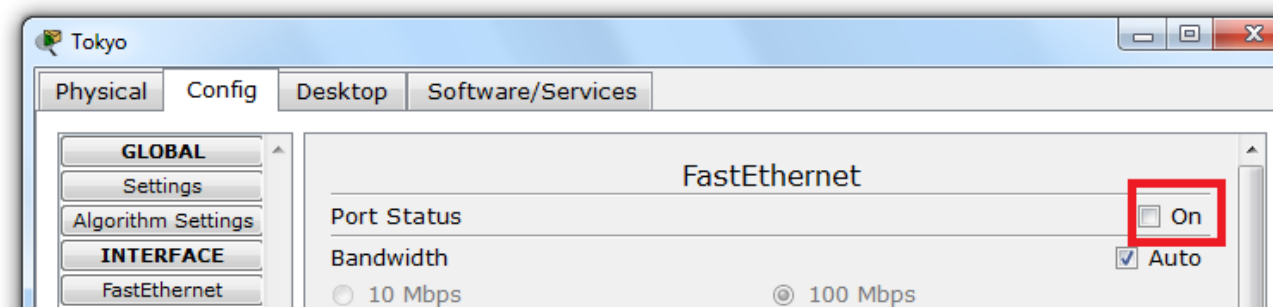 Tokyo
Physical Config Desktop Software/Services
GLOBAL
Settings
Algorithm Settings
INTERFACE
FastEthernet
FastEthernet
Port Status On
Bandwidth Auto
10 Mbps 100 Mbps